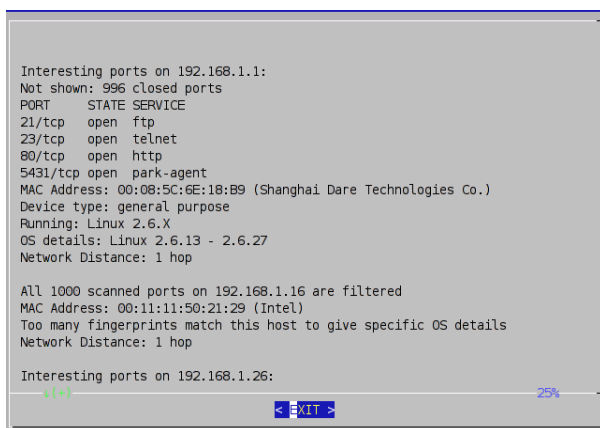 Interesting ports on 192.168.1.1:
Not shown: 996 closed ports
PORT STATE SERVICE
21/tcp open ftp
23/tcp open telnet
80/tcp open http
5431/tcp open park-agent
MAC Address: 00:08:5C:6E:18:B9 (Shanghai Dare Technologies Co.)
Device type: general purpose
Running: Linux 2.6.X
OS details: Linux 2.6.13 - 2.6.27
Network Distance: 1 hop
All 1000 scanned ports on 192.168.1.16 are filtered
MAC Address: 00:11:11:50:21:29 (Intel)
Too many fingerprints match this host to give specific OS details
Network Distance: 1 hop
Interesting ports on 192.168.1.26:
25%
< EXIT >